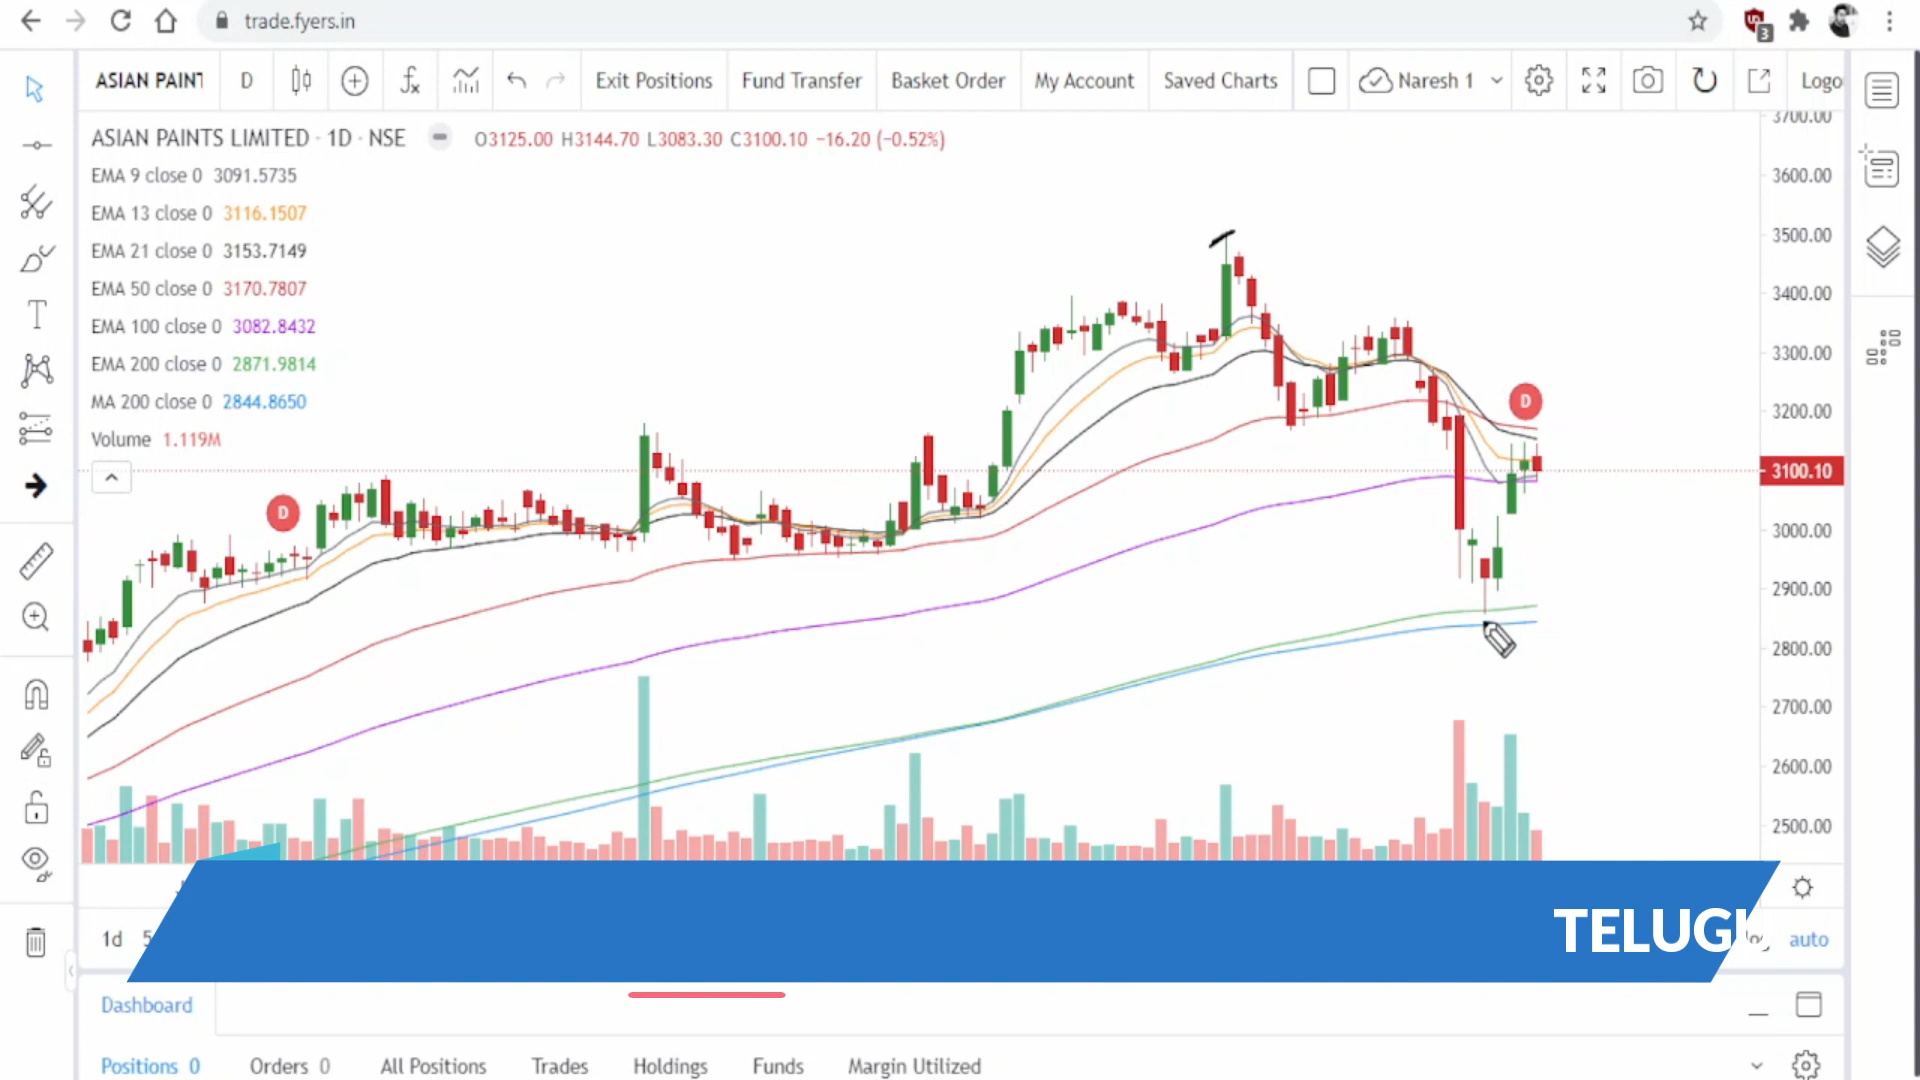 trade.fyers.in
3
ASIAN PAINT D Exit Positions Fund Transfer Basket Order My Account Saved Charts Naresh 1 Logo
ASIAN PAINTS LIMITED · 1D · NSE O3125.00 H3144.70 L3083.30 C3100.10 −16.20 (−0.52%)
EMA 9 close 0 3091.5735
EMA 13 close 0 3116.1507
EMA 21 close 0 3153.7149
EMA 50 close 0 3170.7807
EMA 100 close 0 3082.8432
EMA 200 close 0 2871.9814
MA 200 close 0 2844.8650
Volume 1.119M
D
D
3700.00
3600.00
3500.00
3400.00
3300.00
3200.00
3100.10
3000.00
2900.00
2800.00
2700.00
2600.00
2500.00
1d 5
TELUGU
auto
Dashboard
Positions 0 Orders 0 All Positions Trades Holdings Funds Margin Utilized